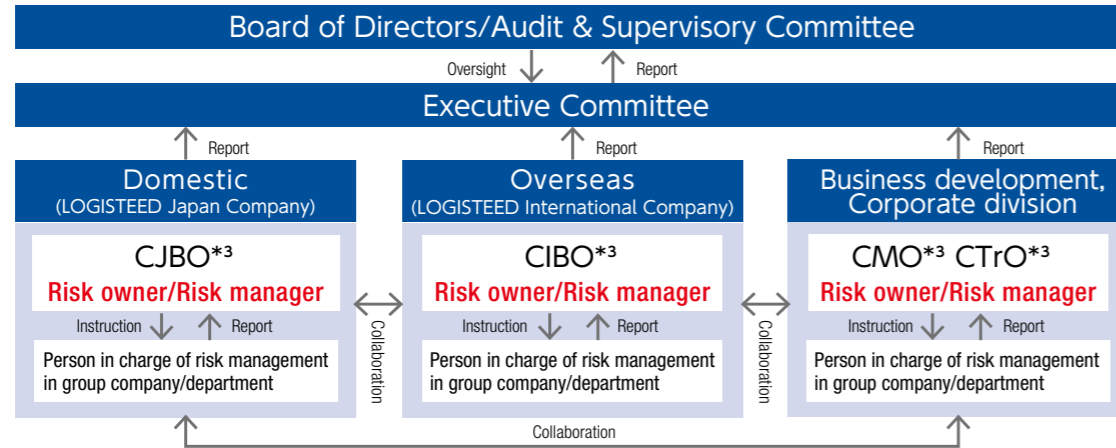 Board of Directors/Audit & Supervisory Committee
Oversight
Report
Executive Committee
Report
Report
Report
Domestic
(LOGISTEED Japan Company)
Overseas
(LOGISTEED International Company)
Business development,
Corporate division
CJBO*³
Risk owner/Risk manager
Instruction
Report
Person in charge of risk management
in group company/department
Collaboration
CIBO*³
Risk owner/Risk manager
Instruction
Report
Person in charge of risk management
in group company/department
Collaboration
CMO*³ CTrO*³
Risk owner/Risk manager
Instruction
Report
Person in charge of risk management
in group company/department
Collaboration